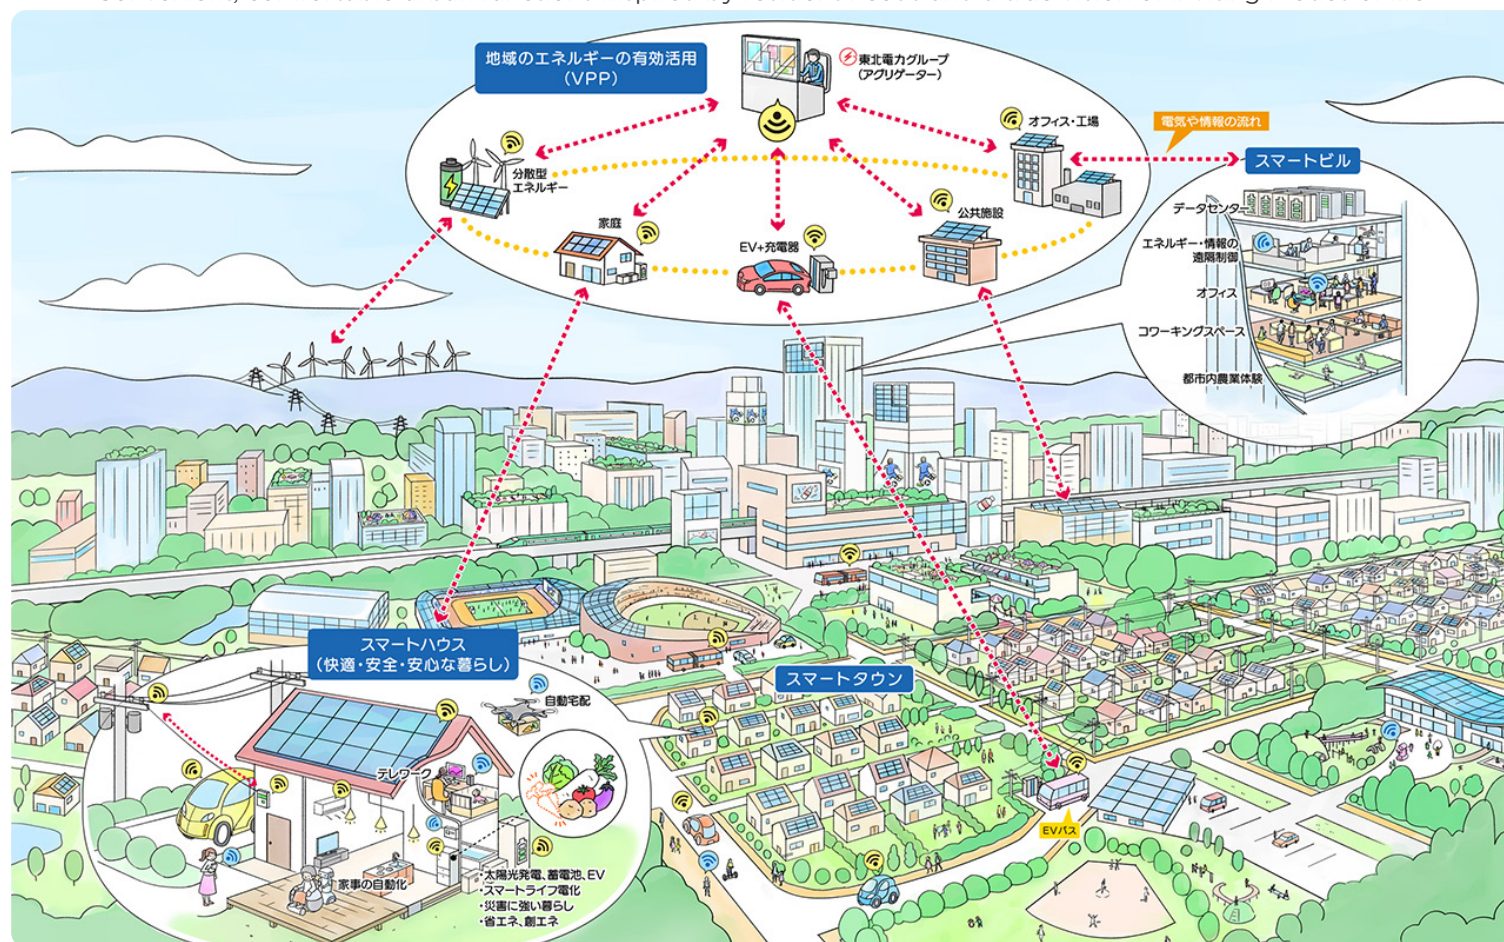 地域のエネルギーの有効活用
（VPP）
東北電力グループ
（アグリゲーター）
オフィス・工場
電気や情報の流れ
スマートビル
分散型
エネルギー
家庭
EV+充電器
公共施設
データセンター
エネルギー・情報の
遠隔制御
オフィス
コワーキングスペース
都市内農業体験
スマートハウス
（快適・安全・安心な暮らし）
スマートタウン
自動宅配
テレワーク
家事の自動化
・太陽光発電、蓄電池、EV
・スマートライフ電化
・災害に強い暮らし
・省エネ、創エネ
EVバス